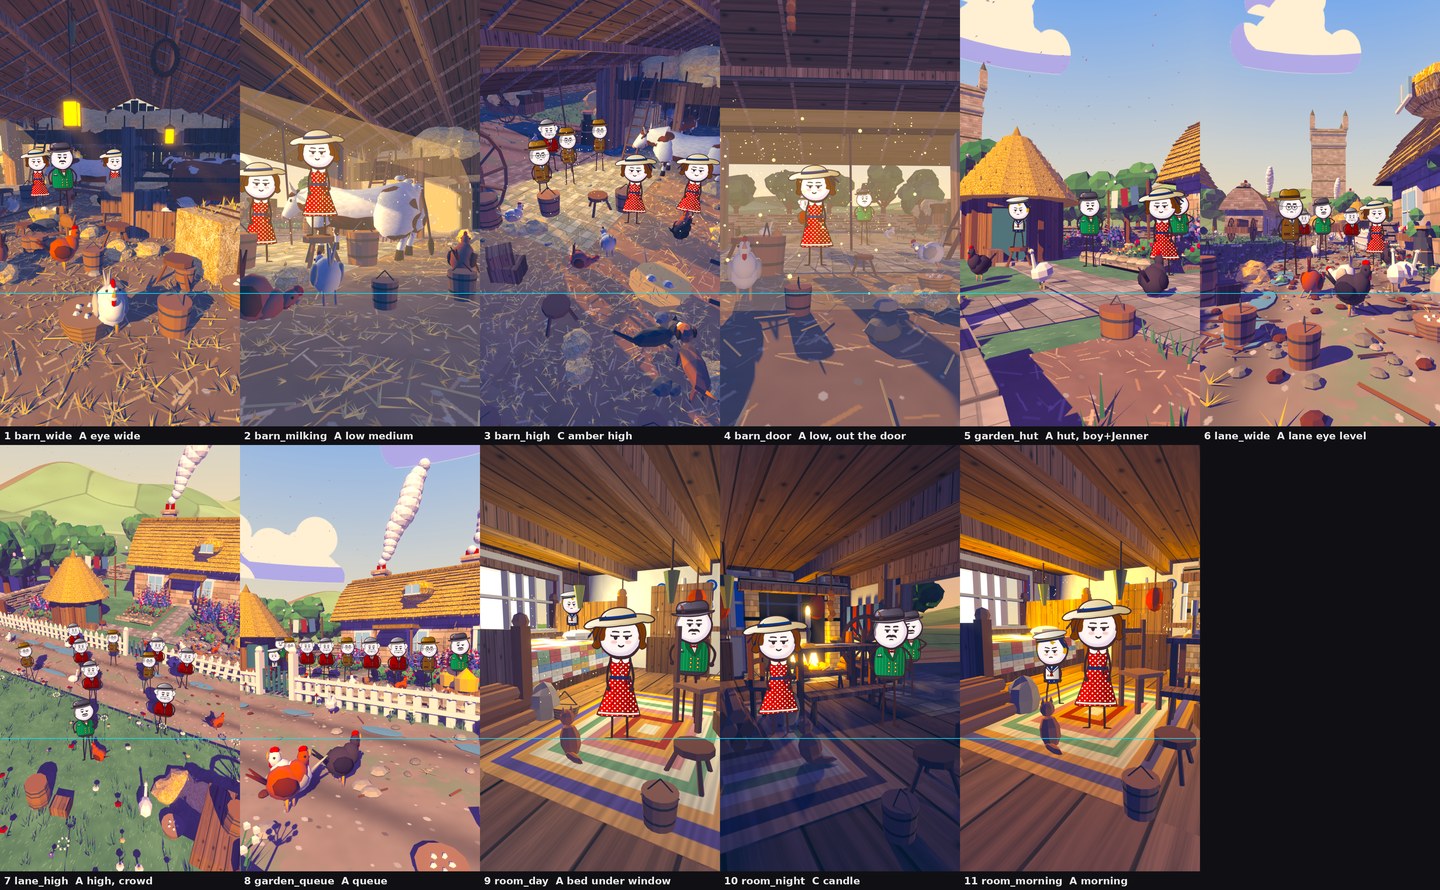 1 barn_wide  A eye wide
2 barn_milking  A low medium
3 barn_high  C amber high
4 barn_door  A low, out the door
5 garden_hut  A hut, boy+Jenner
6 lane_wide  A lane eye level
7 lane_high  A high, crowd
8 garden_queue  A queue
9 room_day  A bed under window
10 room_night  C candle
11 room_morning  A morning